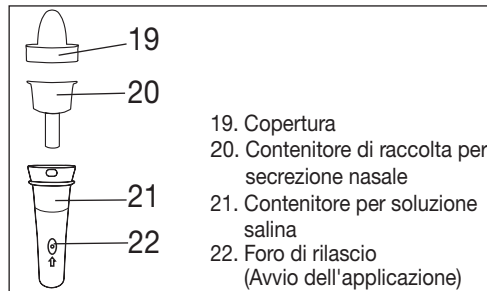 19
20
21
22
19. Copertura
20. Contenitore di raccolta per
secrezione nasale
21. Contenitore per soluzione
salina
22. Foro di rilascio
(Avvio dell'applicazione)